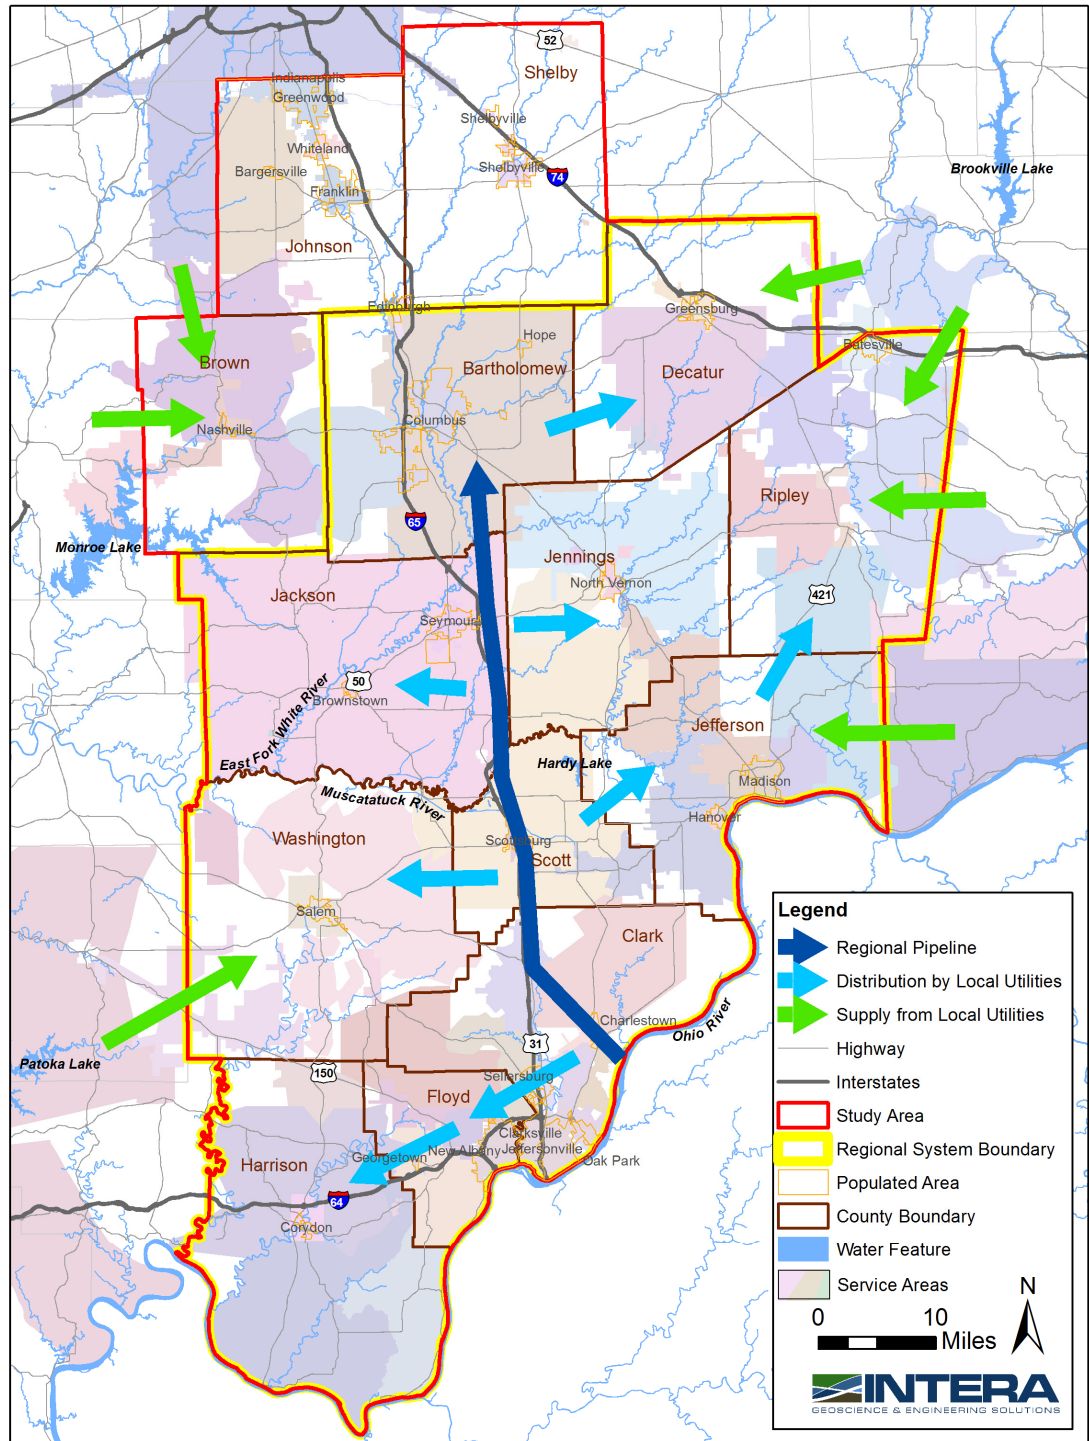 52
Shelby
Indianapolis
Greenwood
Shelbyville
Whiteland
Bargersville
Shelbyville
Franklin
74
Brookville Lake
Johnson
Edinburgh
Greensburg
Hope
Batesville
Brown
Bartholomew
Decatur
Columbus
Nashville
Ripley
65
Monroe Lake
Jennings
North Vernon
Jackson
421
Seymour
50
Brownstown
East Fork White River
Jefferson
Hardy Lake
Madison
Muscatatuck River
Hanover
Washington
Scottsburg
Scott
Salem
Clark
Charlestown
Ohio River
31
Patoka Lake
150
Sellersburg
Floyd
Clarksville
New Albany
Jeffersonville
Georgetown
Oak Park
Harrison
64
Corydon
Legend
Regional Pipeline
Distribution by Local Utilities
Supply from Local Utilities
Highway
Interstates
Study Area
Regional System Boundary
Populated Area
County Boundary
Water Feature
Service Areas
N
0 10
Miles
INTERA
GEOSCIENCE & ENGINEERING SOLUTIONS